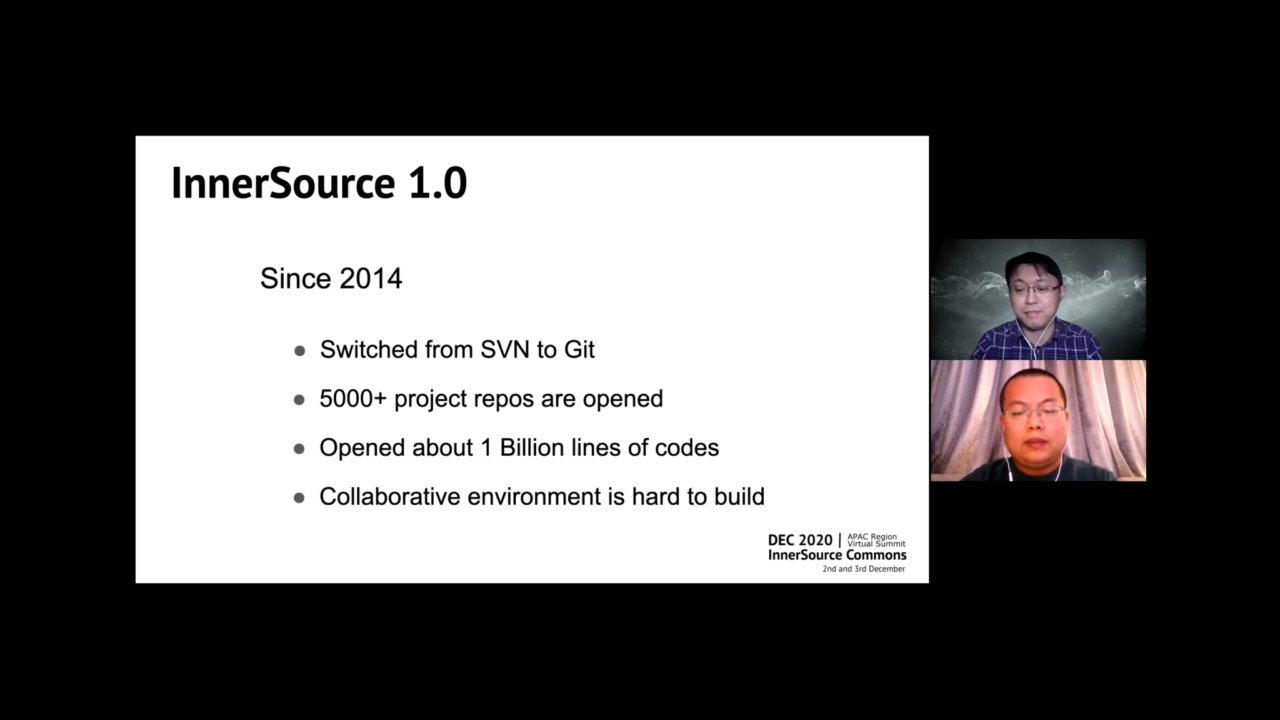 InnerSource 1.0
Since 2014
● Switched from SVN to Git
● 5000+ project repos are opened
● Opened about 1 Billion lines of codes
● Collaborative environment is hard to build
DEC 2020 | APAC Region
Virtual Summit
InnerSource Commons
2nd and 3rd December